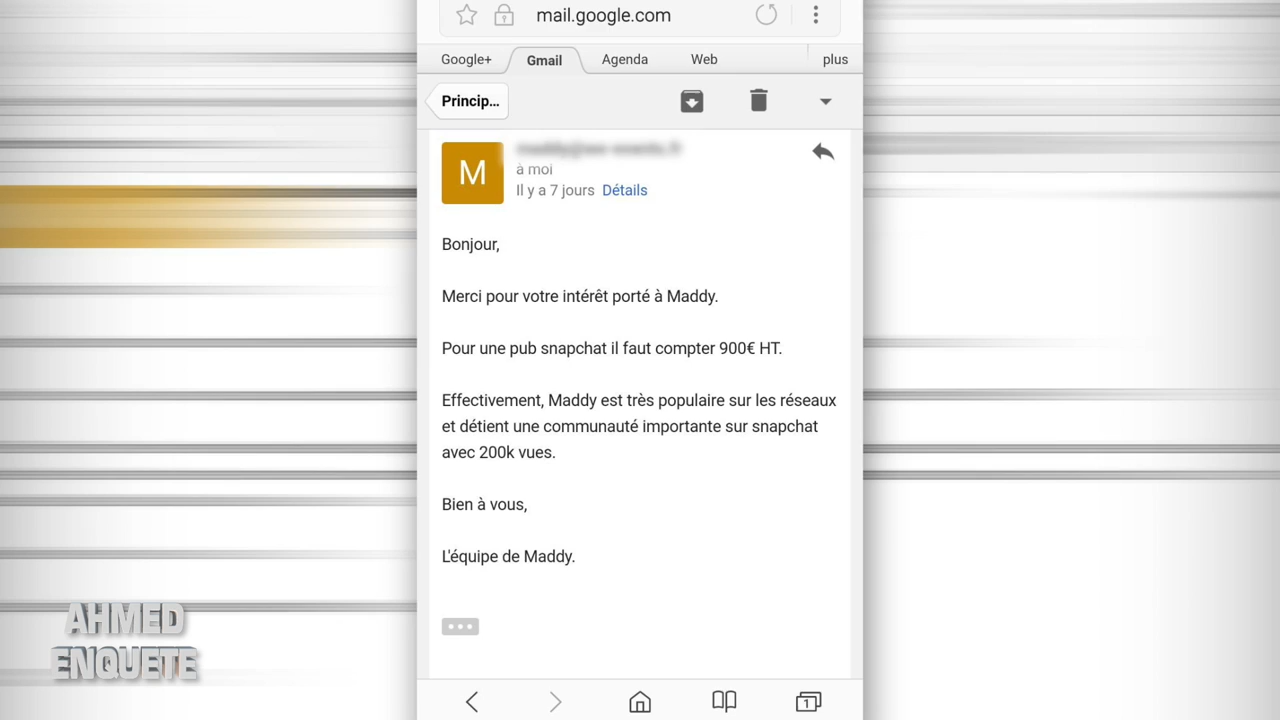 mail.google.com
Google+ Gmail Agenda Web plus
Princip...
M
à moi
Il y a 7 jours Détails
Bonjour,
Merci pour votre intérêt porté à Maddy.
Pour une pub snapchat il faut compter 900€ HT.
Effectivement, Maddy est très populaire sur les réseaux
et détient une communauté importante sur snapchat
avec 200k vues.
Bien à vous,
L'équipe de Maddy.
1
AHMED
ENQUETE